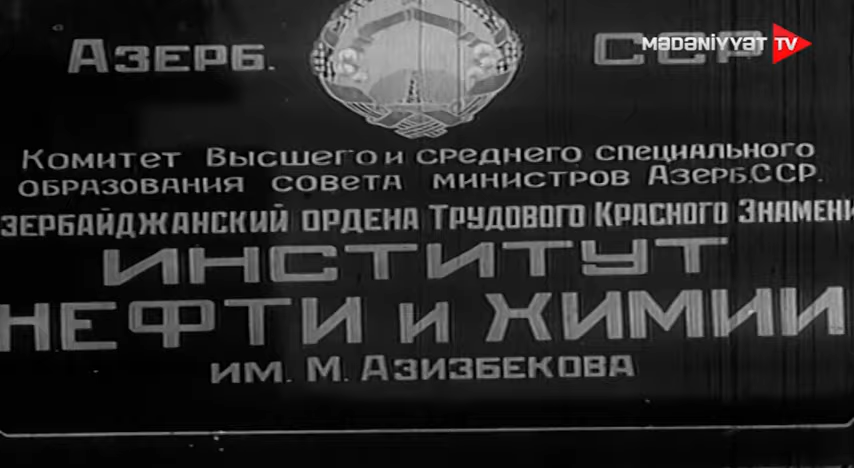 MƏDƏNİYYƏT TV
АЗЕРБ. ССР
КОМИТЕТ ВЫСШЕГО И СРЕДНЕГО СПЕЦИАЛЬНОГО
ОБРАЗОВАНИЯ СОВЕТА МИНИСТРОВ АЗЕРБ.ССР.
ЗЕРБАЙДЖАНСКИЙ ОРДЕНА ТРУДОВОГО КРАСНОГО ЗНАМЕНИ
ИНСТИТУТ
НЕФТИ И ХИМИИ
ИМ. М. АЗИЗБЕКОВА